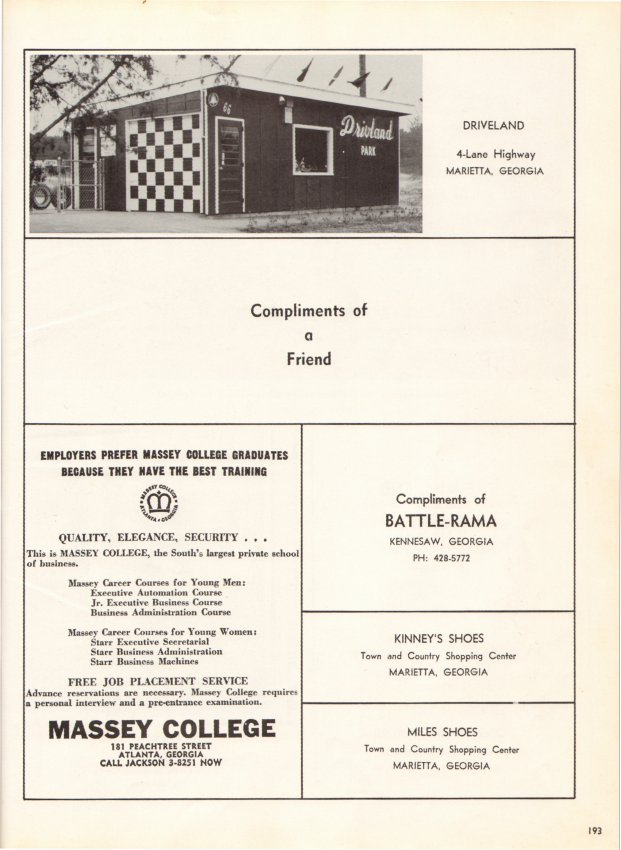 66
Drivland
PARK
DRIVELAND
4-Lane Highway
MARIETTA, GEORGIA
Compliments of
a
Friend
EMPLOYERS PREFER MASSEY COLLEGE GRADUATES
BECAUSE THEY HAVE THE BEST TRAINING
MASSEY COLLEGE
ATLANTA, GEORGIA
QUALITY, ELEGANCE, SECURITY . . .
This is MASSEY COLLEGE, the South's largest private school
of business.
Massey Career Courses for Young Men:
Executive Automation Course
Jr. Executive Business Course
Business Administration Course
Massey Career Courses for Young Women:
Starr Executive Secretarial
Starr Business Administration
Starr Business Machines
FREE JOB PLACEMENT SERVICE
Advance reservations are necessary. Massey College requires
a personal interview and a pre-entrance examination.
MASSEY COLLEGE
181 PEACHTREE STREET
ATLANTA, GEORGIA
CALL JACKSON 3-8251 NOW
Compliments of
BATTLE-RAMA
KENNESAW, GEORGIA
PH: 428-5772
KINNEY'S SHOES
Town and Country Shopping Center
MARIETTA, GEORGIA
MILES SHOES
Town and Country Shopping Center
MARIETTA, GEORGIA
193